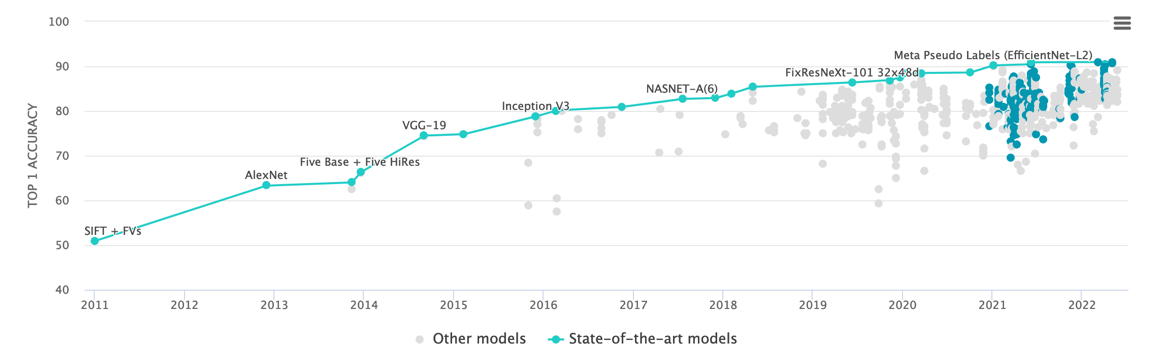 100
90
80
70
60
50
40
TOP 1 ACCURACY
SIFT + FVs
AlexNet
Five Base + Five HiRes
VGG-19
Inception V3
NASNET-A(6)
FixResNeXt-101 32x48d
Meta Pseudo Labels (EfficientNet-L2)
2011 2012 2013 2014 2015 2016 2017 2018 2019 2020 2021 2022
Other models State-of-the-art models